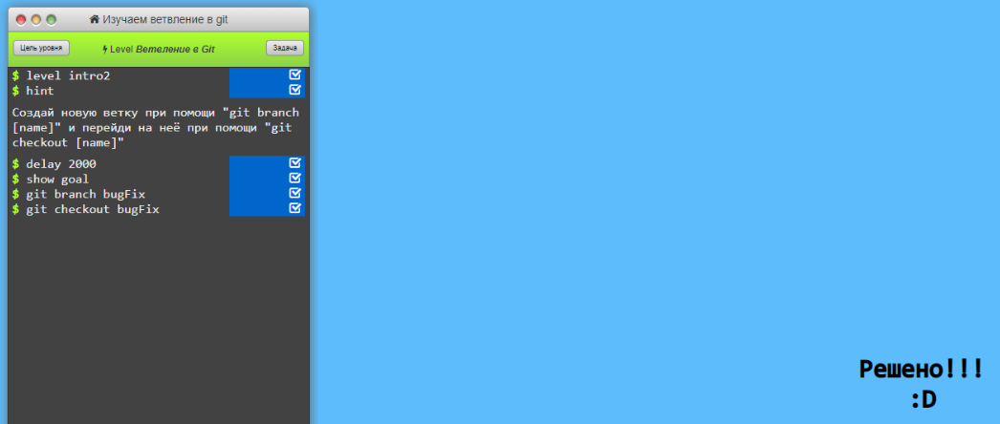 Изучаем ветвление в git
Цель уровня
Level Ветвление в Git
Задача
$ level intro2
$ hint
Создай новую ветку при помощи "git branch
[name]" и перейди на неё при помощи "git
checkout [name]"
$ delay 2000
$ show goal
$ git branch bugFix
$ git checkout bugFix
Решено!!!
:D